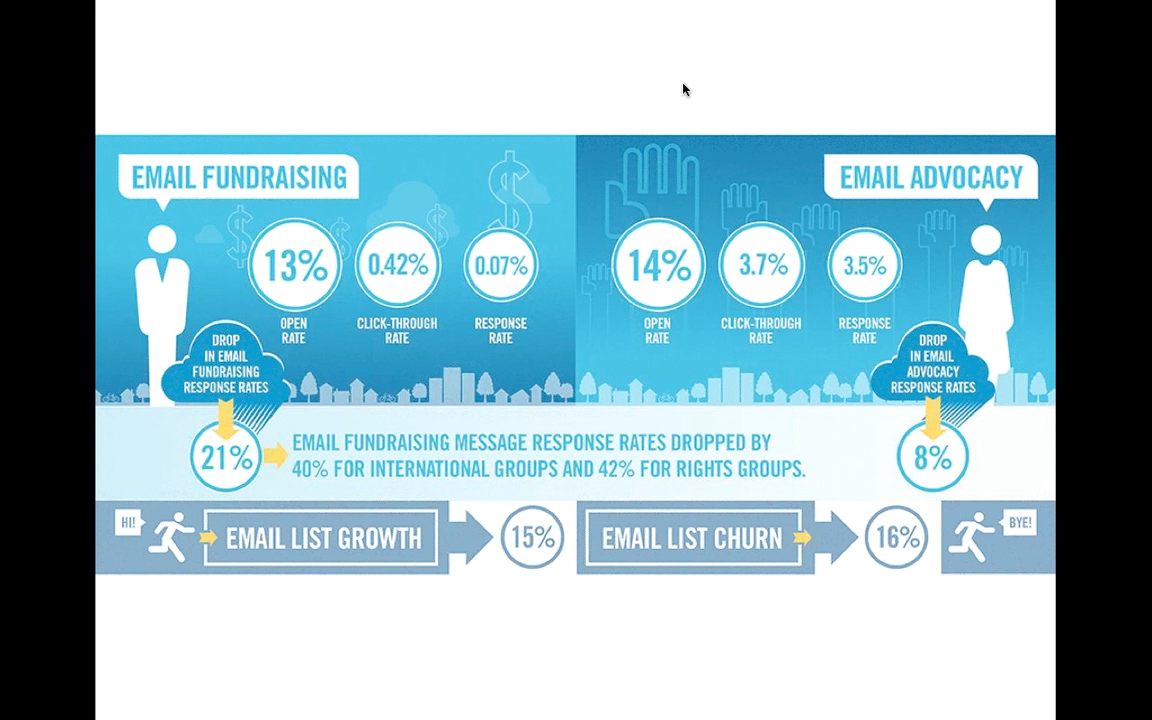 EMAIL FUNDRAISING
13%
OPEN
RATE
0.42%
CLICK-THROUGH
RATE
0.07%
RESPONSE
RATE
DROP
IN EMAIL
FUNDRAISING
RESPONSE RATES
21%
EMAIL ADVOCACY
14%
OPEN
RATE
3.7%
CLICK-THROUGH
RATE
3.5%
RESPONSE
RATE
DROP
IN EMAIL
ADVOCACY
RESPONSE RATES
8%
EMAIL FUNDRAISING MESSAGE RESPONSE RATES DROPPED BY
40% FOR INTERNATIONAL GROUPS AND 42% FOR RIGHTS GROUPS.
HI!
EMAIL LIST GROWTH
15%
EMAIL LIST CHURN
16%
BYE!